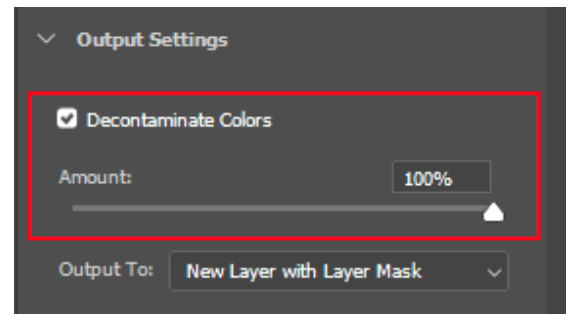 Output Settings
Decontaminate Colors
Amount: 100%
Output To: New Layer with Layer Mask